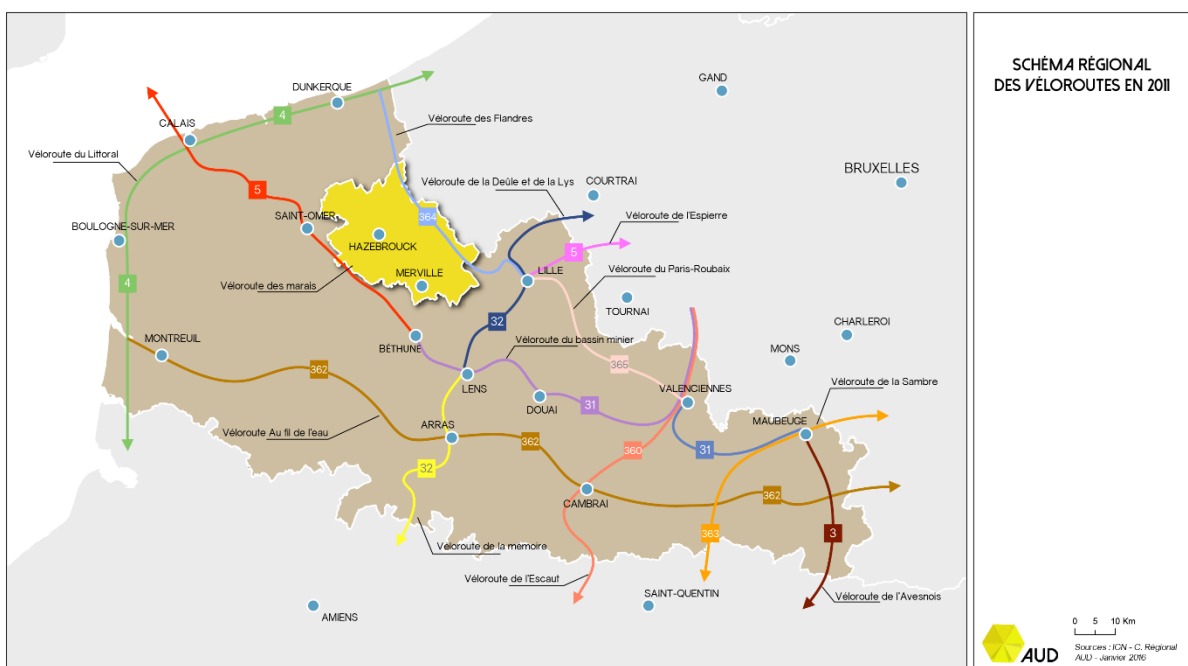 SCHÉMA RÉGIONAL
DES VÉLOROUTES EN 2011
GAND
DUNKERQUE
4
Véloroute des Flandres
CALAIS
Véloroute du Littoral
BRUXELLES
Véloroute de la Deûle et de la Lys
5
COURTRAI
364
Véloroute de l'Espierre
SAINT-OMER
BOULOGNE-SUR-MER
HAZEBROUCK
5
LILLE
Véloroute du Paris-Roubaix
MERVILLE
Véloroute des marais
4
TOURNAI
32
CHARLEROI
MONTREUIL
BÉTHUNE
Véloroute du bassin minier
MONS
362
365
LENS
Véloroute de la Sambre
VALENCIENNES
DOUAI
31
MAUBEUGE
ARRAS
Véloroute Au fil de l'eau
362
360
31
32
362
CAMBRAI
363
3
Véloroute de la mémoire
Véloroute de l'Escaut
SAINT-QUENTIN
Véloroute de l'Avesnois
AMIENS
0 5 10 Km
AUD
Sources : IGN - C. Régional
AUD - Janvier 2016